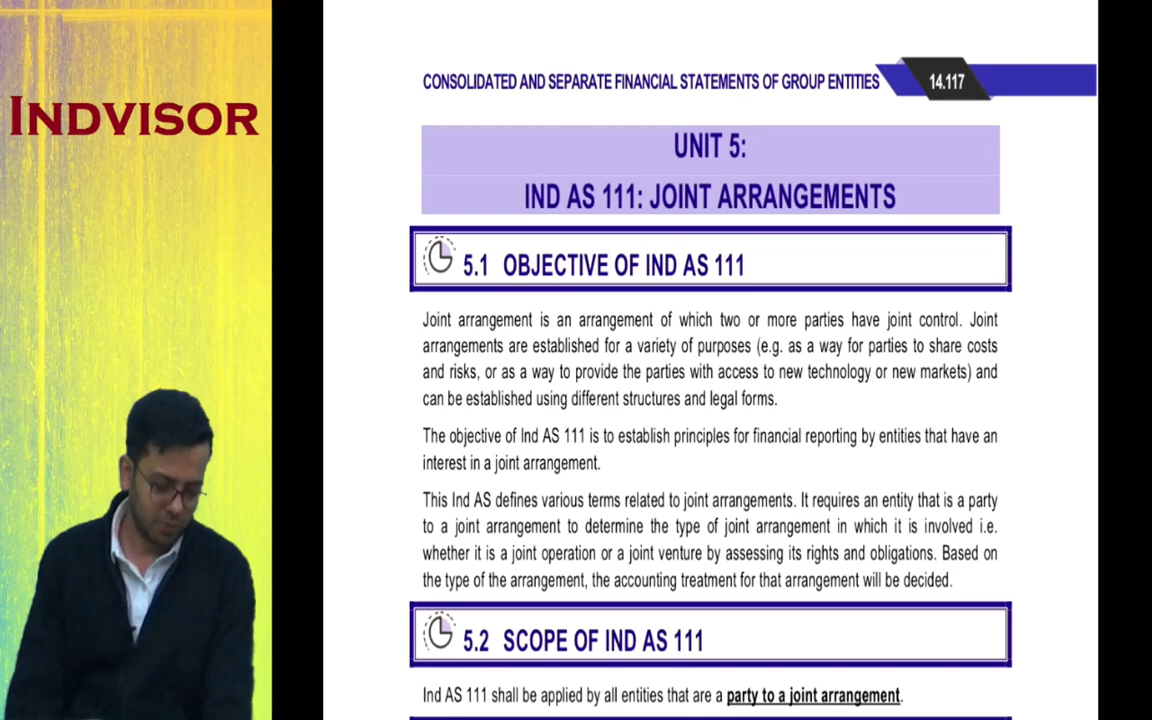 INDVISOR
CONSOLIDATED AND SEPARATE FINANCIAL STATEMENTS OF GROUP ENTITIES 14.117
UNIT 5:
IND AS 111: JOINT ARRANGEMENTS
5.1 OBJECTIVE OF IND AS 111
Joint arrangement is an arrangement of which two or more parties have joint control. Joint
arrangements are established for a variety of purposes (e.g. as a way for parties to share costs
and risks, or as a way to provide the parties with access to new technology or new markets) and
can be established using different structures and legal forms.
The objective of Ind AS 111 is to establish principles for financial reporting by entities that have an
interest in a joint arrangement.
This Ind AS defines various terms related to joint arrangements. It requires an entity that is a party
to a joint arrangement to determine the type of joint arrangement in which it is involved i.e.
whether it is a joint operation or a joint venture by assessing its rights and obligations. Based on
the type of the arrangement, the accounting treatment for that arrangement will be decided.
5.2 SCOPE OF IND AS 111
Ind AS 111 shall be applied by all entities that are a party to a joint arrangement.